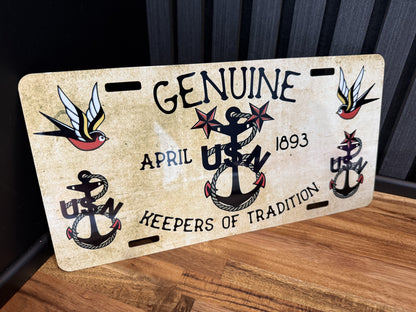 GENUINE
APRIL USN 1893
USN USN
KEEPERS OF TRADITION